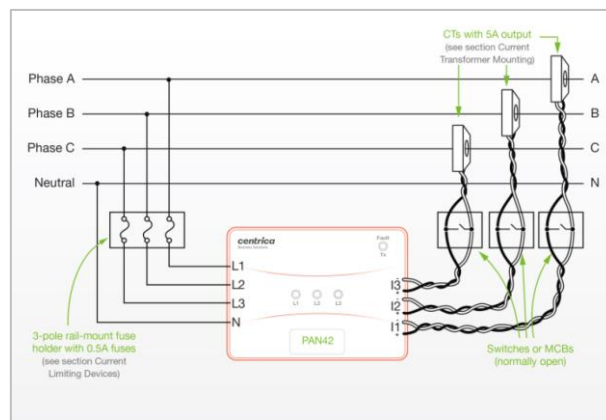 CTs with 5A output
(see section Current
Transformer Mounting)
Phase A
A
Phase B
B
Phase C
C
Neutral
N
centrica
Business Solutions
Fault
Tx
L1
L2
L3
N
L1
L2
L3
I3
I2
I1
PAN42
3-pole rail-mount fuse
holder with 0.5A fuses
(see section Current
Limiting Devices)
Switches or MCBs
(normally open)